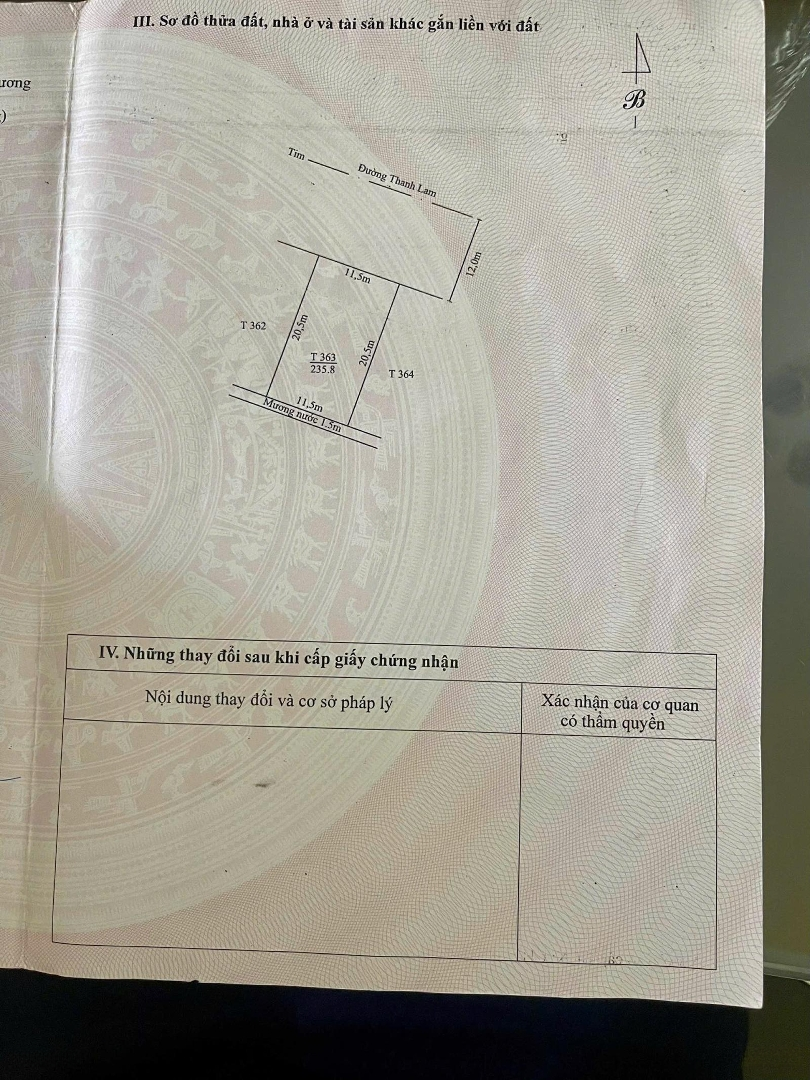 III. Sơ đồ thửa đất, nhà ở và tài sản khác gắn liền với đất
ương
)
B
Tim
Đường Thanh Lam
12,0m
11,5m
T 362
20,5m
T 363
235.8
20,5m
T 364
11,5m
Mương nước 1.5m
IV. Những thay đổi sau khi cấp giấy chứng nhận
Nội dung thay đổi và cơ sở pháp lý
Xác nhận của cơ quan
có thẩm quyền